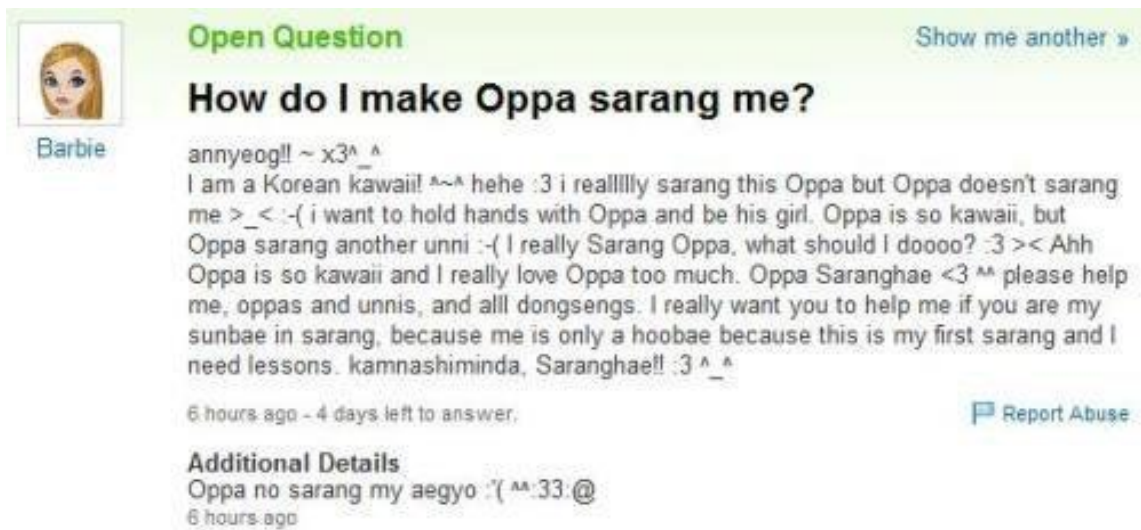 Open Question
Show me another »
How do I make Oppa sarang me?
Barbie
annyeog!! ~ x3^_^
I am a Korean kawaii! ^~^ hehe :3 i realllllly sarang this Oppa but Oppa doesn't sarang
me >_< :-( i want to hold hands with Oppa and be his girl. Oppa is so kawaii, but
Oppa sarang another unni :-( I really Sarang Oppa, what should I doooo? :3 >< Ahh
Oppa is so kawaii and I really love Oppa too much. Oppa Saranghae <3 ^^ please help
me, oppas and unnis, and alll dongsengs. I really want you to help me if you are my
sunbae in sarang, because me is only a hoobae because this is my first sarang and I
need lessons. kamnashiminda, Saranghae!! :3 ^_^
6 hours ago - 4 days left to answer.
Report Abuse
Additional Details
Oppa no sarang my aegyo :'( ^^:33:@
6 hours ago